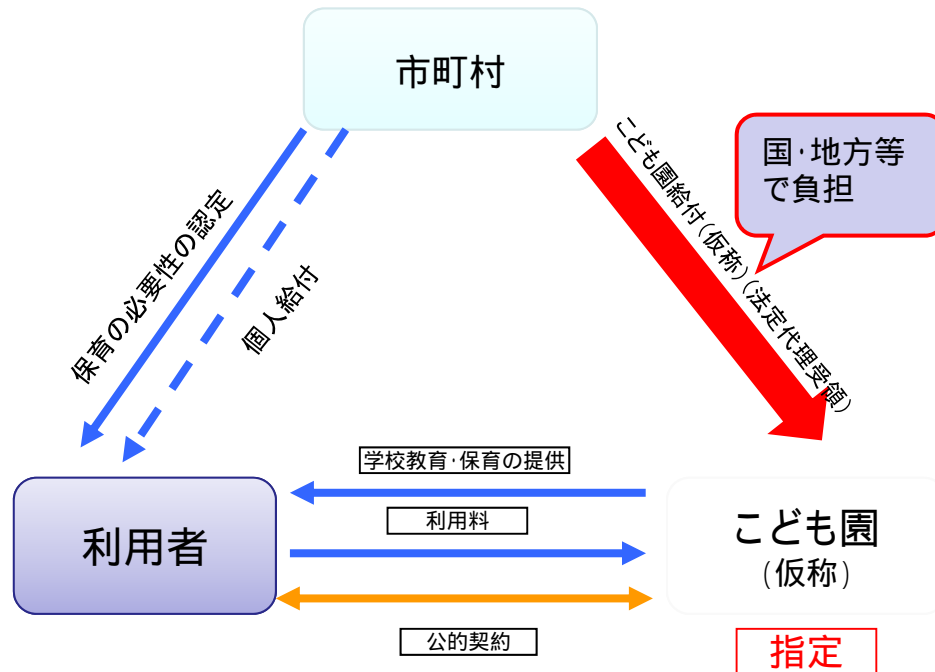 市町村
こども園給付(仮称)(法定代理受領)
国・地方等
で負担
保育の必要性の認定
個人給付
学校教育・保育の提供
利用料
利用者
こども園
(仮称)
公的契約
指定